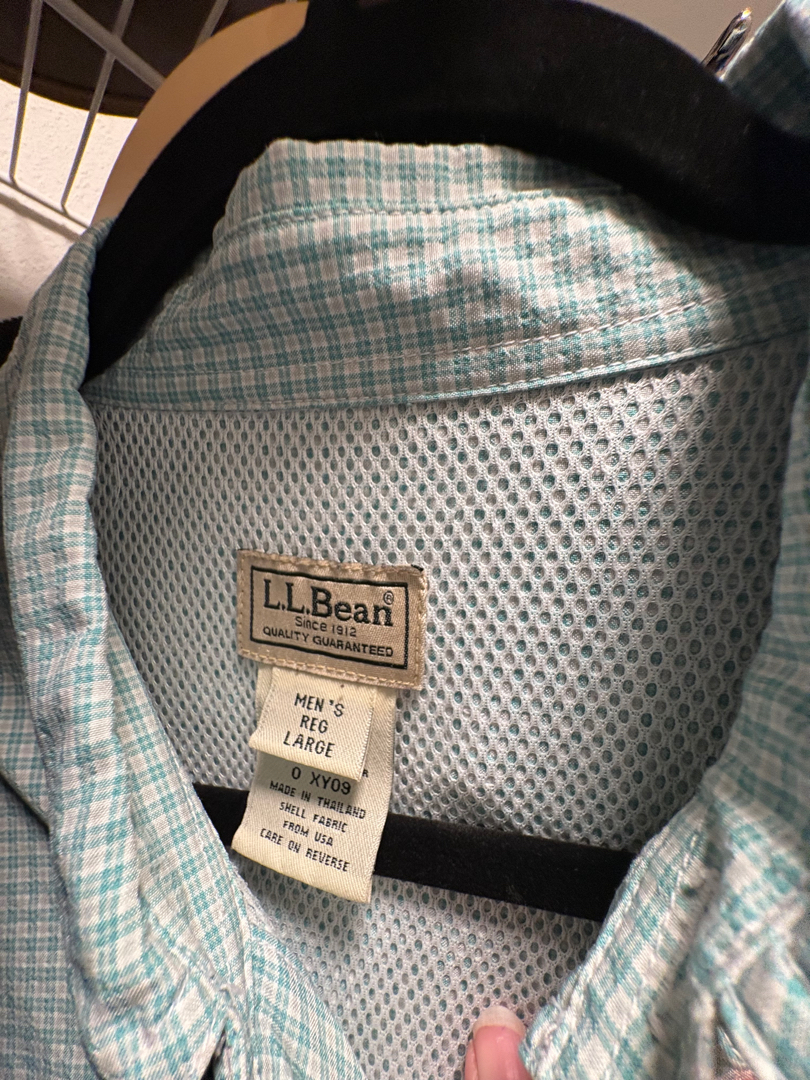 L.L.Bean®
Since 1912
QUALITY GUARANTEED
MEN'S
REG
LARGE
R
0 XY09
MADE IN THAILAND
SHELL FABRIC
FROM USA
CARE ON REVERSE